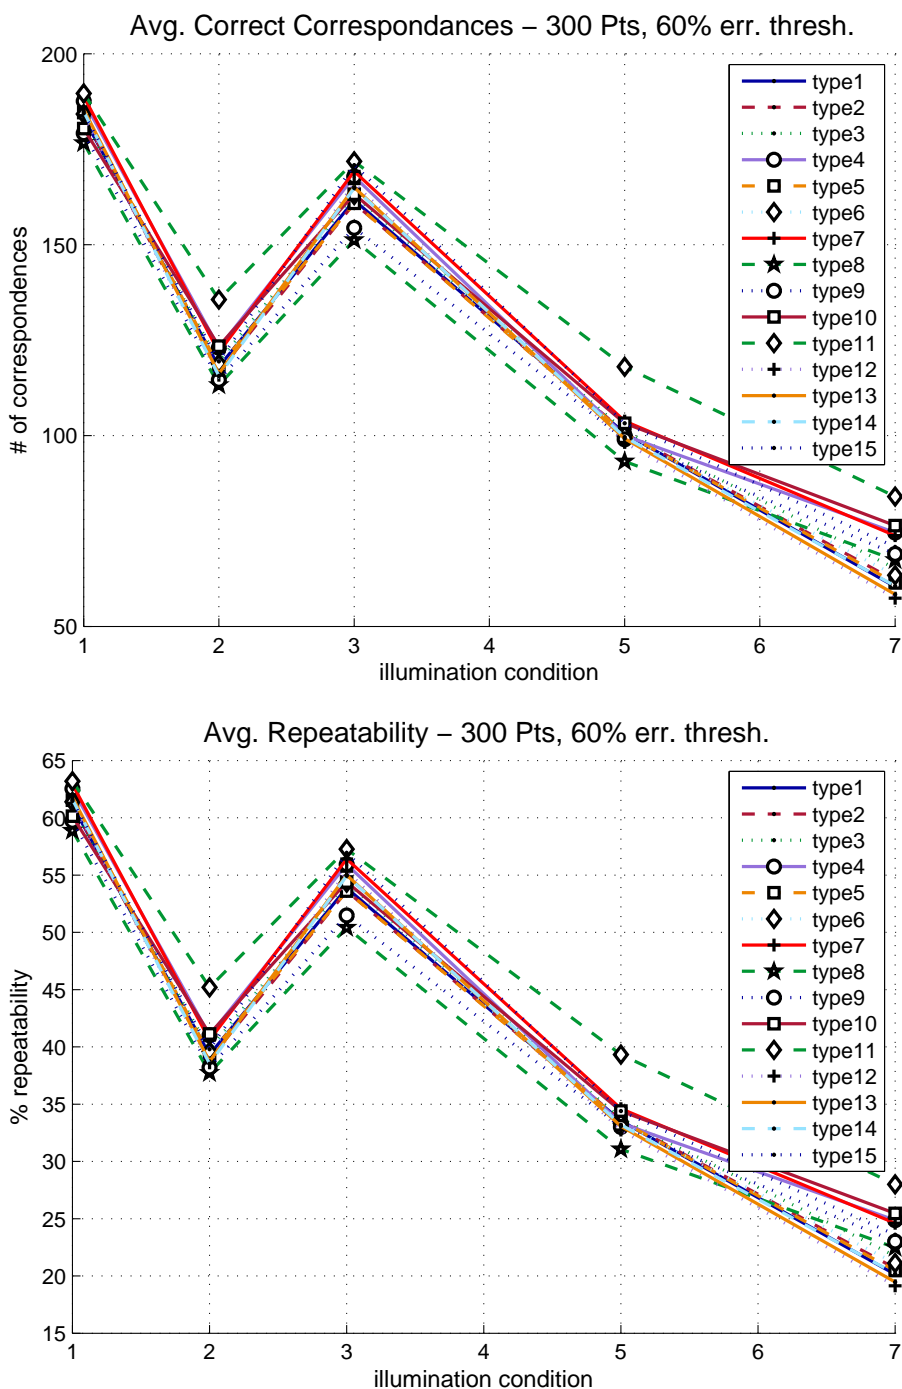 Avg. Correct Correspondances – 300 Pts, 60% err. thresh.
200
150
100
50
# of correspondences
type1
type2
type3
type4
type5
type6
type7
type8
type9
type10
type11
type12
type13
type14
type15
1 2 3 4 5 6 7
illumination condition
Avg. Repeatability – 300 Pts, 60% err. thresh.
65
60
55
50
45
40
35
30
25
20
15
% repeatability
type1
type2
type3
type4
type5
type6
type7
type8
type9
type10
type11
type12
type13
type14
type15
1 2 3 4 5 6 7
illumination condition